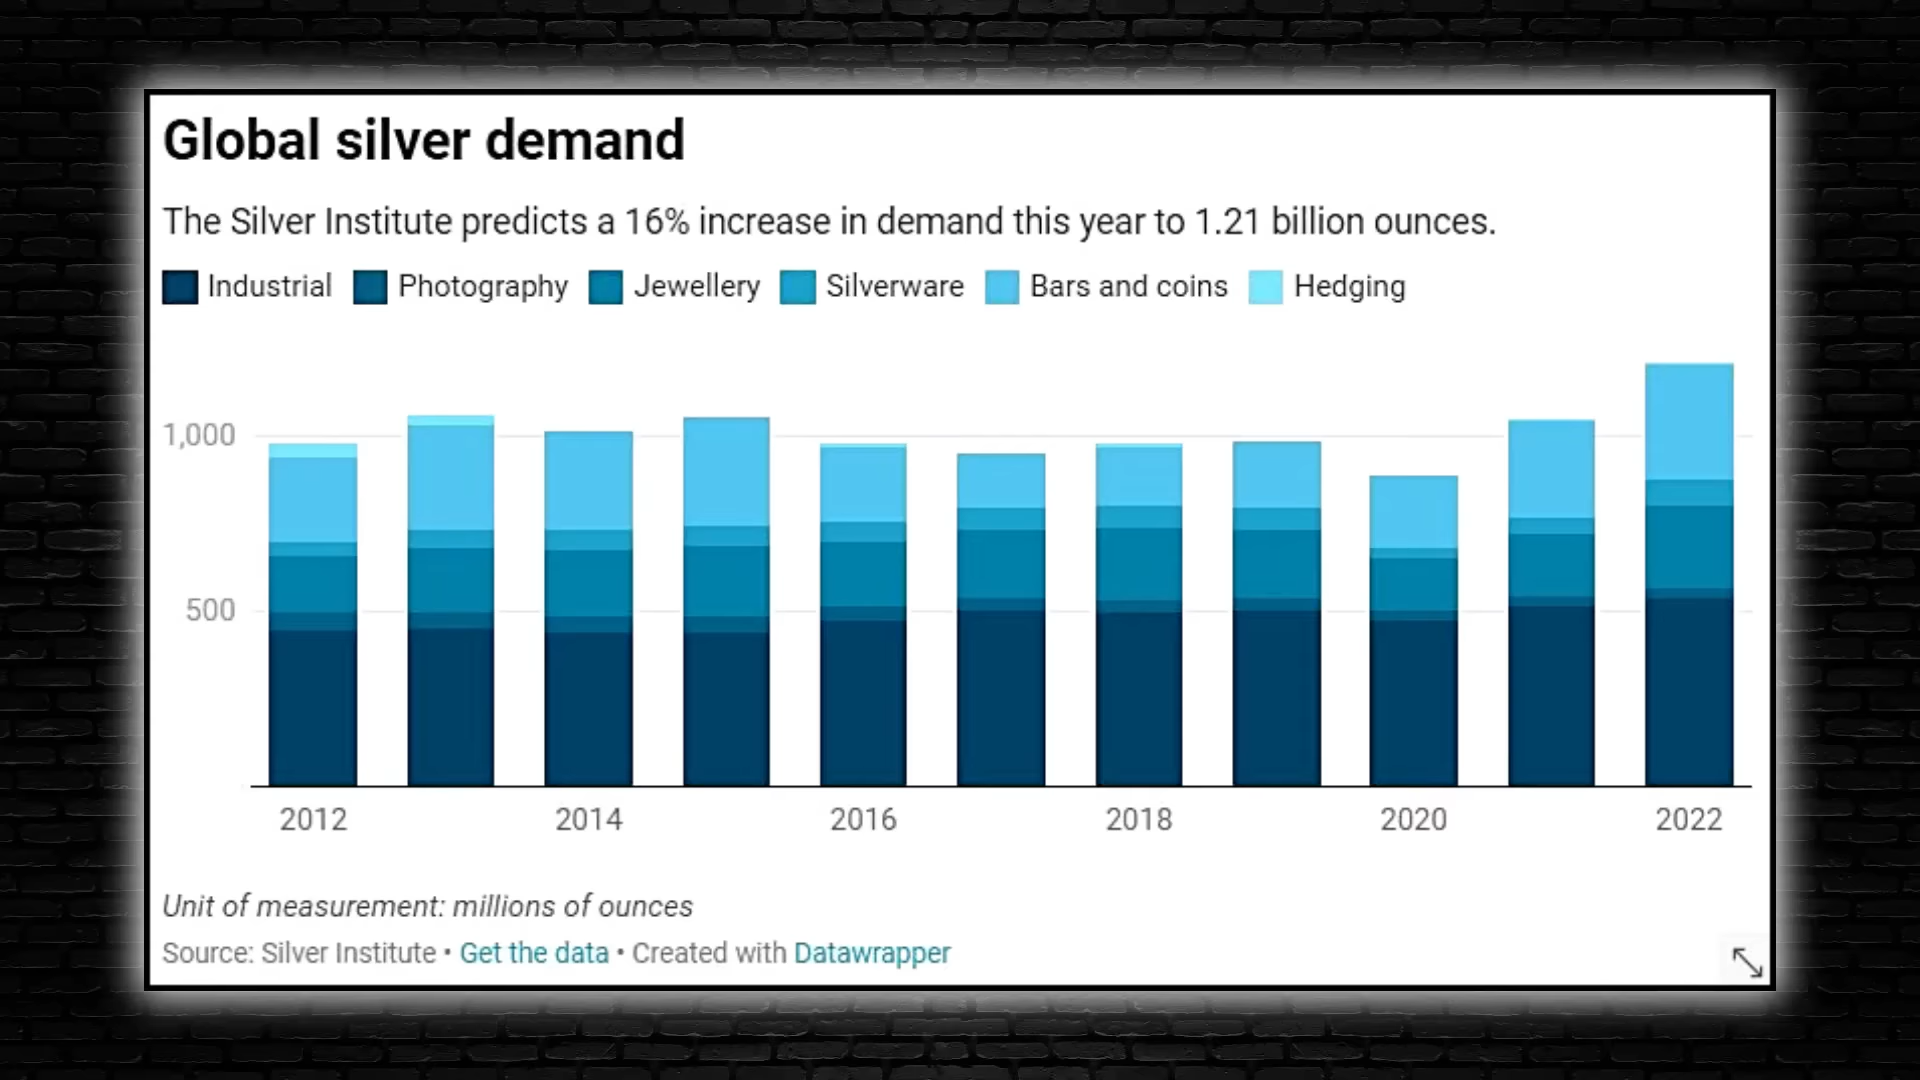 Global silver demand
The Silver Institute predicts a 16% increase in demand this year to 1.21 billion ounces.
Industrial Photography Jewellery Silverware Bars and coins Hedging
1,000
500
2012 2014 2016 2018 2020 2022
Unit of measurement: millions of ounces
Source: Silver Institute • Get the data • Created with Datawrapper